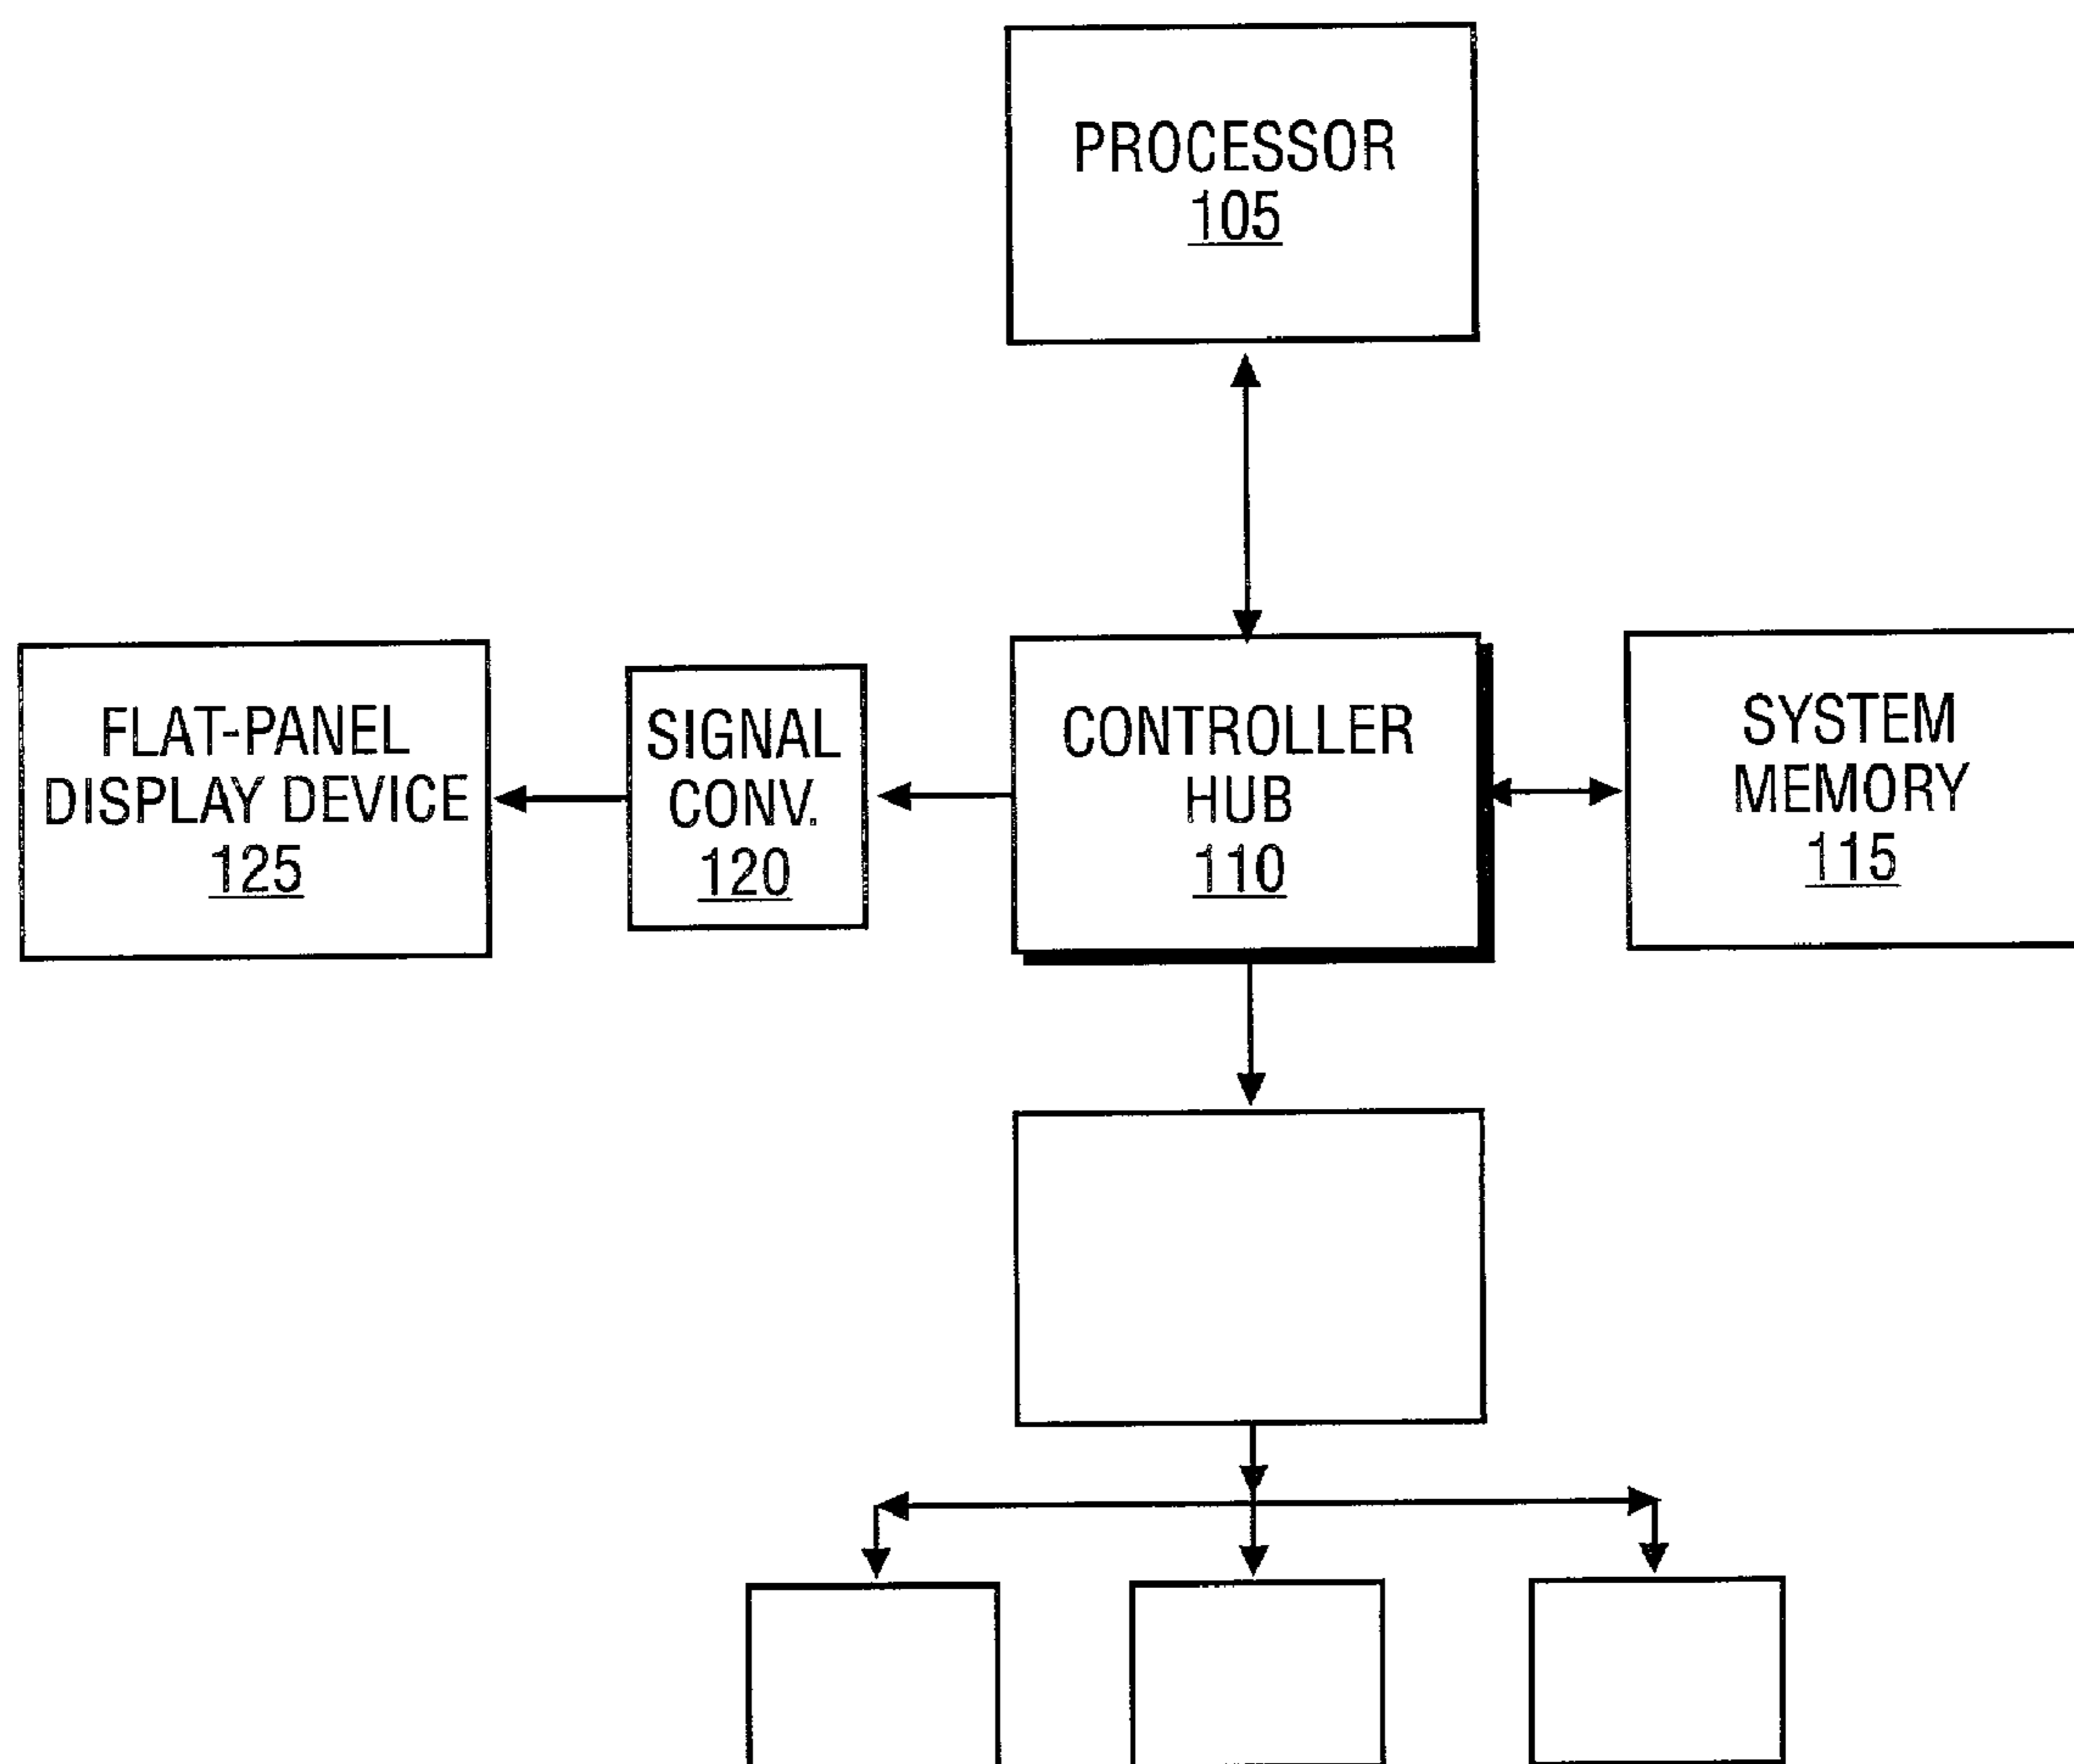 PROCESSOR
105
FLAT-PANEL
DISPLAY DEVICE
125
SIGNAL
CONV.
120
CONTROLLER
HUB
110
SYSTEM
MEMORY
115